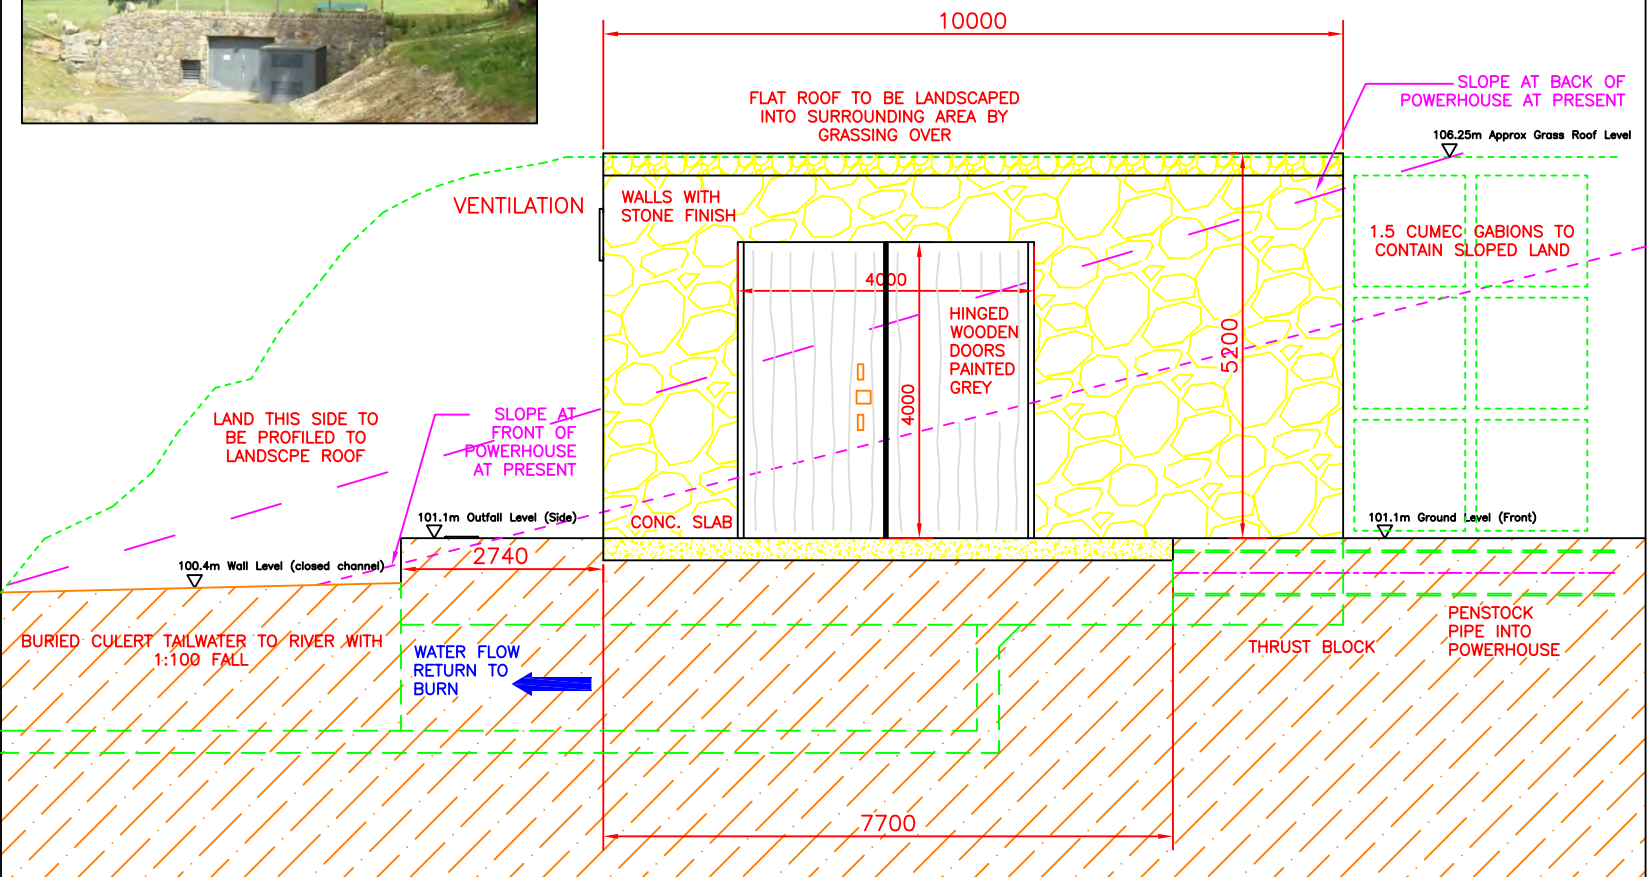 10000
SLOPE AT BACK OF
POWERHOUSE AT PRESENT
FLAT ROOF TO BE LANDSCAPED
INTO SURROUNDING AREA BY
GRASSING OVER
106.25m Approx Grass Roof Level
VENTILATION
WALLS WITH
STONE FINISH
1.5 CUMEC GABIONS TO
CONTAIN SLOPED LAND
4000
HINGED
WOODEN
DOORS
PAINTED
GREY
4000
5200
LAND THIS SIDE TO
BE PROFILED TO
LANDSCPE ROOF
SLOPE AT
FRONT OF
POWERHOUSE
AT PRESENT
101.1m Outfall Level (Side)
CONC. SLAB
101.1m Ground Level (Front)
100.4m Wall Level (closed channel)
2740
BURIED CULERT TAILWATER TO RIVER WITH
1:100 FALL
WATER FLOW
RETURN TO
BURN
THRUST BLOCK
PENSTOCK
PIPE INTO
POWERHOUSE
7700